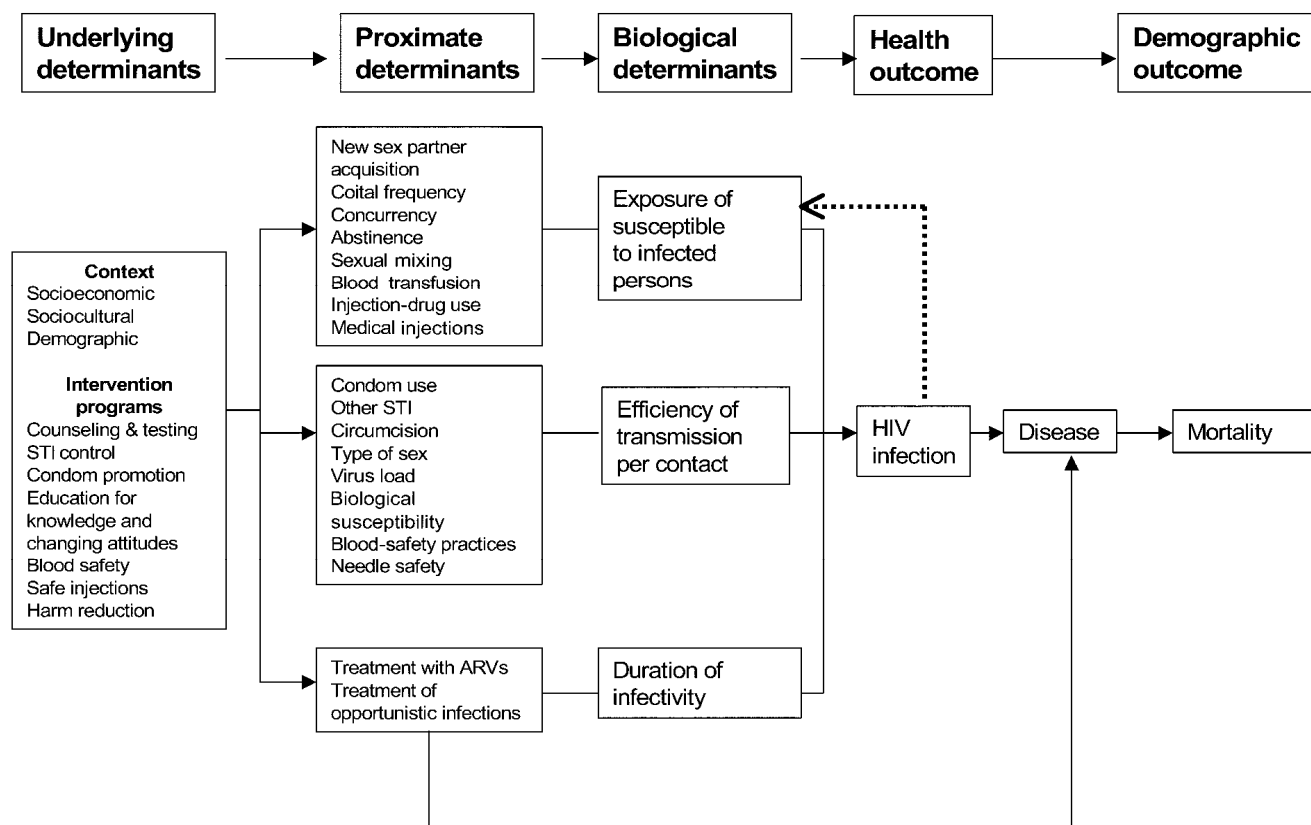 Underlying
determinants
Proximate
determinants
Biological
determinants
Health
outcome
Demographic
outcome
Context
Socioeconomic
Sociocultural
Demographic
Intervention
programs
Counseling & testing
STI control
Condom promotion
Education for
knowledge and
changing attitudes
Blood safety
Safe injections
Harm reduction
New sex partner
acquisition
Coital frequency
Concurrency
Abstinence
Sexual mixing
Blood transfusion
Injection-drug use
Medical injections
Condom use
Other STI
Circumcision
Type of sex
Virus load
Biological
susceptibility
Blood-safety practices
Needle safety
Treatment with ARVs
Treatment of
opportunistic infections
Exposure of
susceptible
to infected
persons
Efficiency of
transmission
per contact
Duration of
infectivity
HIV
infection
Disease
Mortality